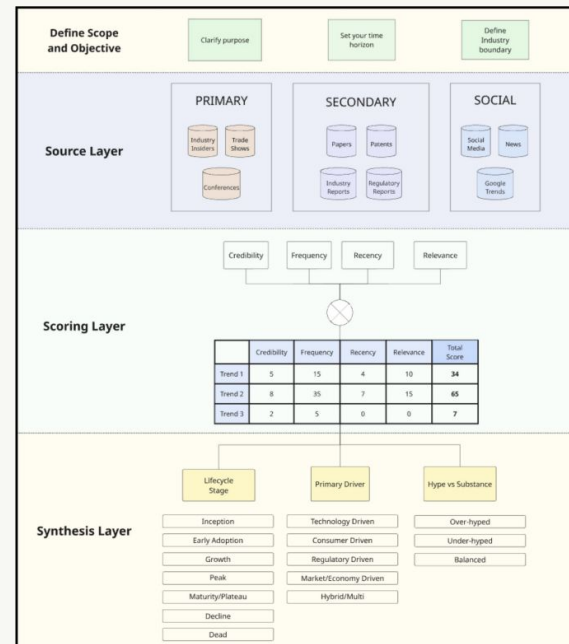 Define Scope
and Objective
Clarify purpose
Set your time
horizon
Define
Industry
boundary
Source Layer
PRIMARY
Industry
Insiders
Trade
Shows
Conferences
SECONDARY
Papers
Patents
Industry
Reports
Regulatory
Reports
SOCIAL
Social
Media
News
Google
Trends
Scoring Layer
Credibility
Frequency
Recency
Relevance
Credibility Frequency Recency Relevance Total Score
Trend 1 5 15 4 10 34
Trend 2 8 35 7 15 65
Trend 3 2 5 0 0 7
Synthesis Layer
Lifecycle
Stage
Inception
Early Adoption
Growth
Peak
Maturity/Plateau
Decline
Dead
Primary Driver
Technology Driven
Consumer Driven
Regulatory Driven
Market/Economy Driven
Hybrid/Multi
Hype vs Substance
Over-hyped
Under-hyped
Balanced